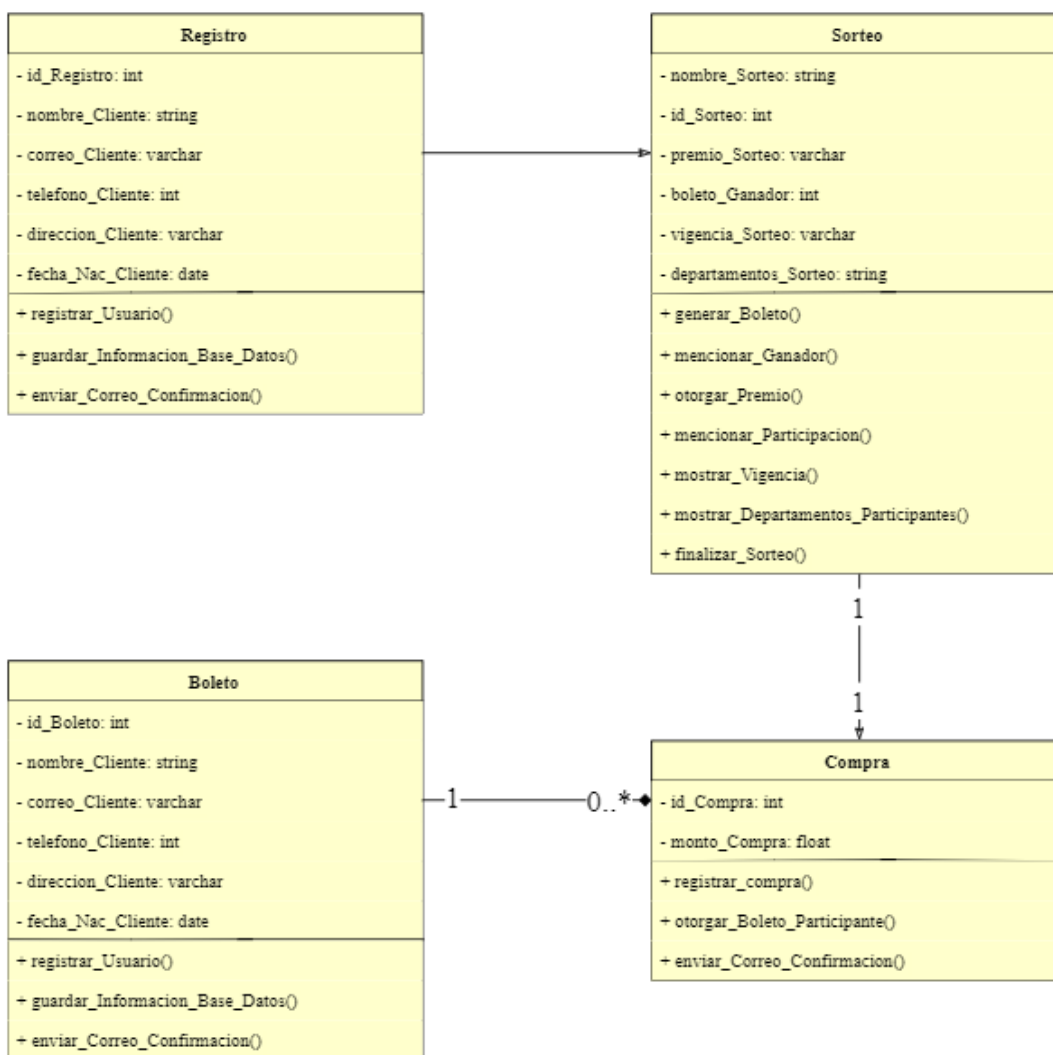 Registro
- id_Registro: int
- nombre_Cliente: string
- correo_Cliente: varchar
- telefono_Cliente: int
- direccion_Cliente: varchar
- fecha_Nac_Cliente: date
+ registrar_Usuario()
+ guardar_Informacion_Base_Datos()
+ enviar_Correo_Confirmacion()
Sorteo
- nombre_Sorteo: string
- id_Sorteo: int
- premio_Sorteo: varchar
- boleto_Ganador: int
- vigencia_Sorteo: varchar
- departamentos_Sorteo: string
+ generar_Boleto()
+ mencionar_Ganador()
+ otorgar_Premio()
+ mencionar_Participacion()
+ mostrar_Vigencia()
+ mostrar_Departamentos_Participantes()
+ finalizar_Sorteo()
1
1
Boleto
- id_Boleto: int
- nombre_Cliente: string
- correo_Cliente: varchar
- telefono_Cliente: int
- direccion_Cliente: varchar
- fecha_Nac_Cliente: date
+ registrar_Usuario()
+ guardar_Informacion_Base_Datos()
+ enviar_Correo_Confirmacion()
1 0..*
Compra
- id_Compra: int
- monto_Compra: float
+ registrar_compra()
+ otorgar_Boleto_Participante()
+ enviar_Correo_Confirmacion()